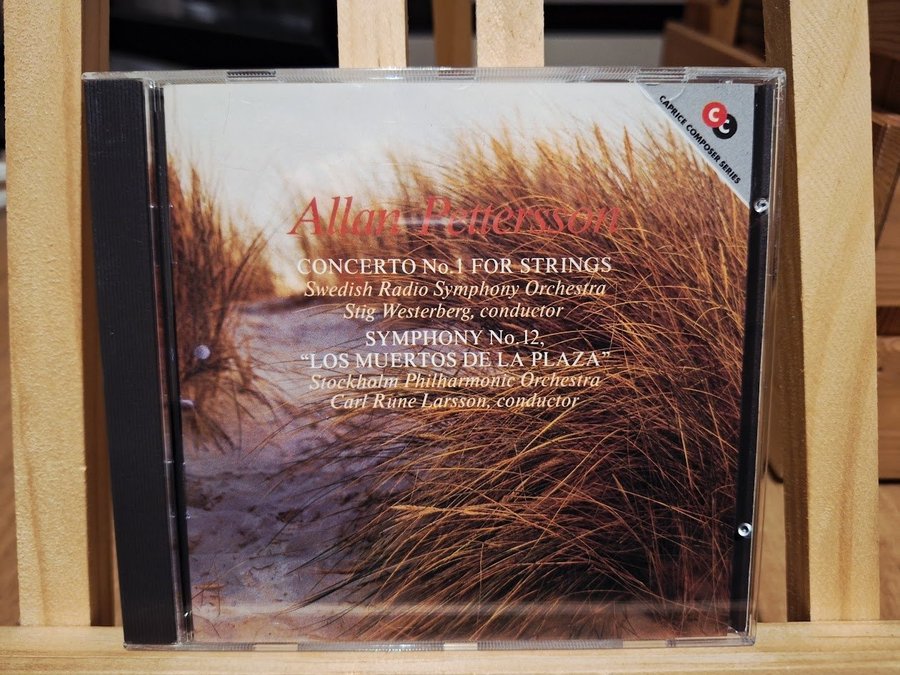 CAPRICE COMPOSER SERIES
CC
Allan Pettersson
CONCERTO No.1 FOR STRINGS
Swedish Radio Symphony Orchestra
Stig Westerberg, conductor
SYMPHONY No.12,
“LOS MUERTOS DE LA PLAZA”
Stockholm Philharmonic Orchestra
Carl Rune Larsson, conductor